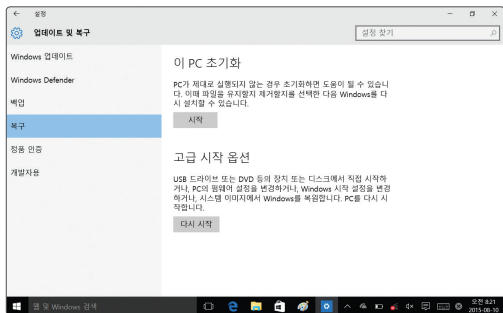 설정
업데이트 및 복구
설정 찾기
Windows 업데이트
Windows Defender
백업
복구
정품 인증
개발자용
이 PC 초기화
PC가 제대로 실행되지 않는 경우 초기화하면 도움이 될 수 있습니
다. 이때 파일을 유지할지 제거할지를 선택한 다음 Windows를 다
시 설치할 수 있습니다.
시작
고급 시작 옵션
USB 드라이브 또는 DVD 등의 장치 또는 디스크에서 직접 시작하
거나, PC의 펌웨어 설정을 변경하거나, Windows 시작 설정을 변경
하거나, 시스템 이미지에서 Windows를 복원합니다. PC를 다시 시
작합니다.
다시 시작
웹 및 Windows 검색
오전 8:21
2015-08-10